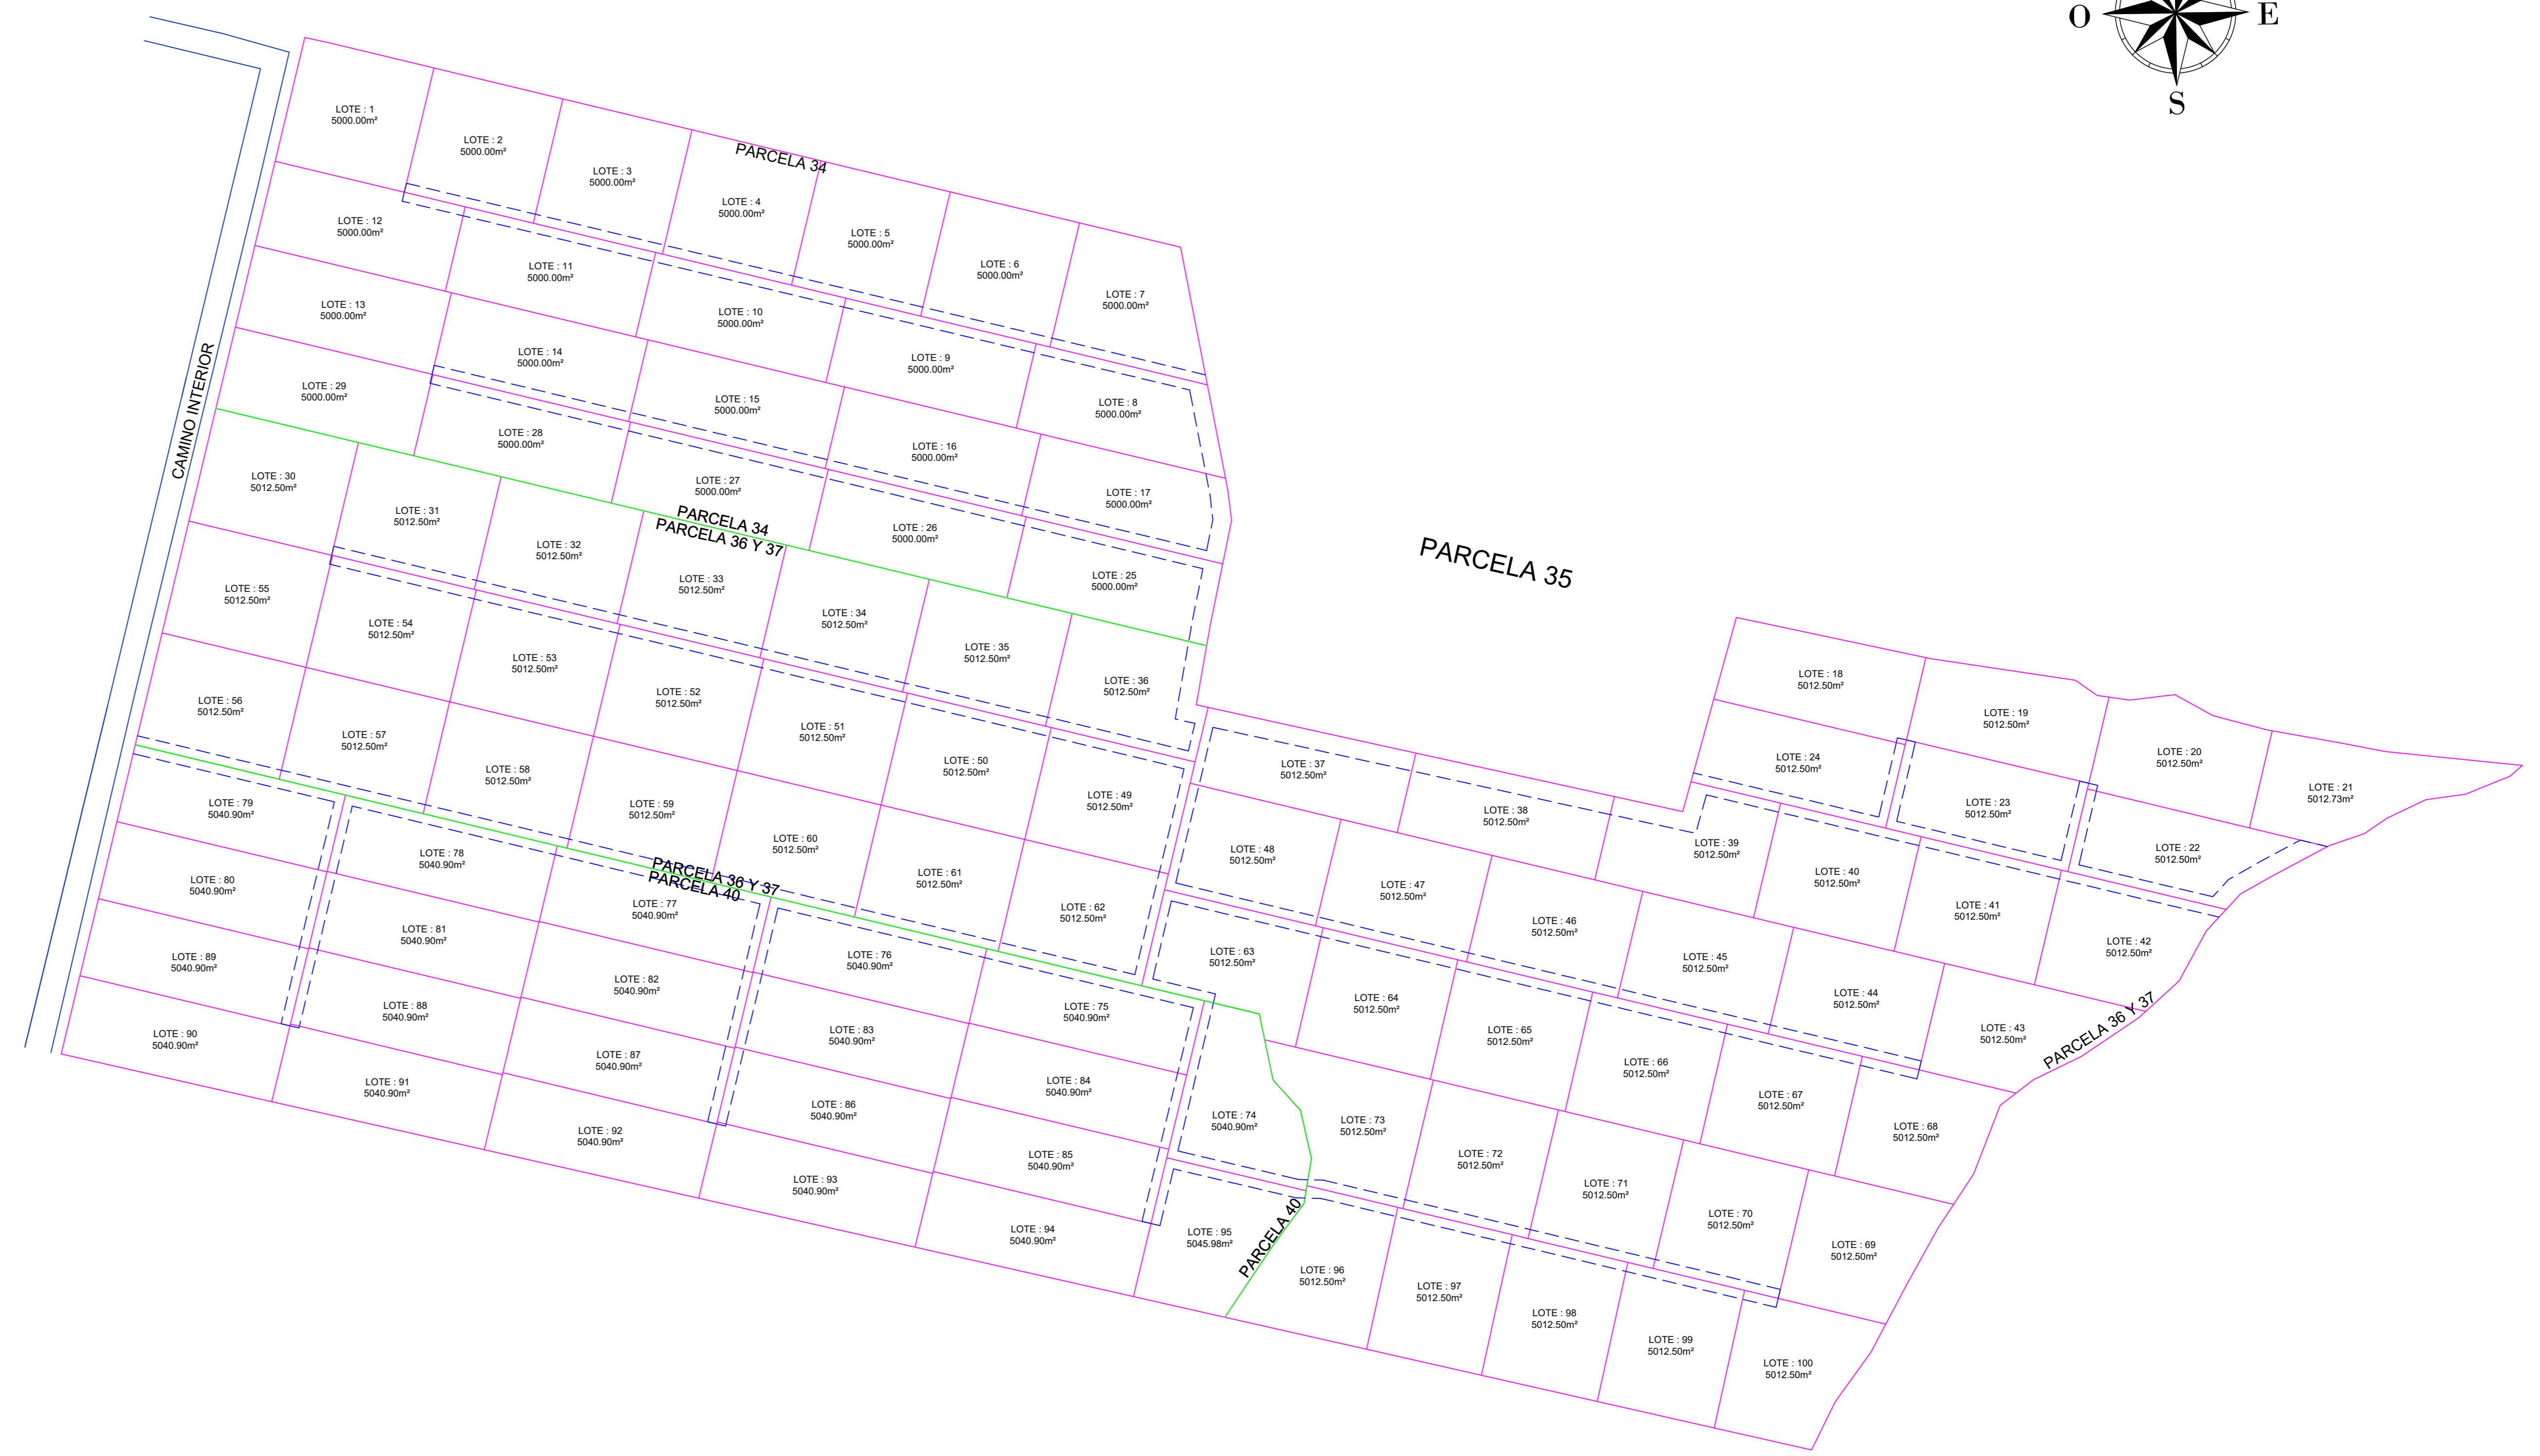 O
E
S
LOTE : 1
5000.00m²
LOTE : 2
5000.00m²
LOTE : 3
5000.00m²
LOTE : 4
5000.00m²
LOTE : 5
5000.00m²
LOTE : 6
5000.00m²
LOTE : 7
5000.00m²
PARCELA 34
LOTE : 12
5000.00m²
LOTE : 11
5000.00m²
LOTE : 10
5000.00m²
LOTE : 9
5000.00m²
LOTE : 8
5000.00m²
LOTE : 13
5000.00m²
LOTE : 14
5000.00m²
LOTE : 15
5000.00m²
LOTE : 16
5000.00m²
LOTE : 17
5000.00m²
CAMINO INTERIOR
LOTE : 29
5000.00m²
LOTE : 28
5000.00m²
LOTE : 27
5000.00m²
LOTE : 26
5000.00m²
LOTE : 25
5000.00m²
PARCELA 34
PARCELA 36 Y 37
PARCELA 35
LOTE : 30
5012.50m²
LOTE : 31
5012.50m²
LOTE : 32
5012.50m²
LOTE : 33
5012.50m²
LOTE : 34
5012.50m²
LOTE : 35
5012.50m²
LOTE : 36
5012.50m²
LOTE : 18
5012.50m²
LOTE : 19
5012.50m²
LOTE : 20
5012.50m²
LOTE : 21
5012.73m²
LOTE : 24
5012.50m²
LOTE : 23
5012.50m²
LOTE : 22
5012.50m²
LOTE : 55
5012.50m²
LOTE : 54
5012.50m²
LOTE : 53
5012.50m²
LOTE : 52
5012.50m²
LOTE : 51
5012.50m²
LOTE : 50
5012.50m²
LOTE : 49
5012.50m²
LOTE : 37
5012.50m²
LOTE : 38
5012.50m²
LOTE : 39
5012.50m²
LOTE : 40
5012.50m²
LOTE : 41
5012.50m²
LOTE : 42
5012.50m²
LOTE : 56
5012.50m²
LOTE : 57
5012.50m²
LOTE : 58
5012.50m²
LOTE : 59
5012.50m²
LOTE : 60
5012.50m²
LOTE : 61
5012.50m²
LOTE : 62
5012.50m²
LOTE : 48
5012.50m²
LOTE : 47
5012.50m²
LOTE : 46
5012.50m²
LOTE : 45
5012.50m²
LOTE : 44
5012.50m²
LOTE : 43
5012.50m²
PARCELA 36 Y 37
PARCELA 36 Y 37
PARCELA 40
LOTE : 79
5040.90m²
LOTE : 78
5040.90m²
LOTE : 77
5040.90m²
LOTE : 76
5040.90m²
LOTE : 75
5040.90m²
LOTE : 63
5012.50m²
LOTE : 64
5012.50m²
LOTE : 65
5012.50m²
LOTE : 66
5012.50m²
LOTE : 67
5012.50m²
LOTE : 68
5012.50m²
LOTE : 80
5040.90m²
LOTE : 81
5040.90m²
LOTE : 82
5040.90m²
LOTE : 83
5040.90m²
LOTE : 84
5040.90m²
LOTE : 74
5040.90m²
LOTE : 73
5012.50m²
LOTE : 72
5012.50m²
LOTE : 71
5012.50m²
LOTE : 70
5012.50m²
LOTE : 69
5012.50m²
LOTE : 89
5040.90m²
LOTE : 88
5040.90m²
LOTE : 87
5040.90m²
LOTE : 86
5040.90m²
LOTE : 85
5040.90m²
LOTE : 90
5040.90m²
LOTE : 91
5040.90m²
LOTE : 92
5040.90m²
LOTE : 93
5040.90m²
LOTE : 94
5040.90m²
LOTE : 95
5045.98m²
PARCELA 40
LOTE : 96
5012.50m²
LOTE : 97
5012.50m²
LOTE : 98
5012.50m²
LOTE : 99
5012.50m²
LOTE : 100
5012.50m²